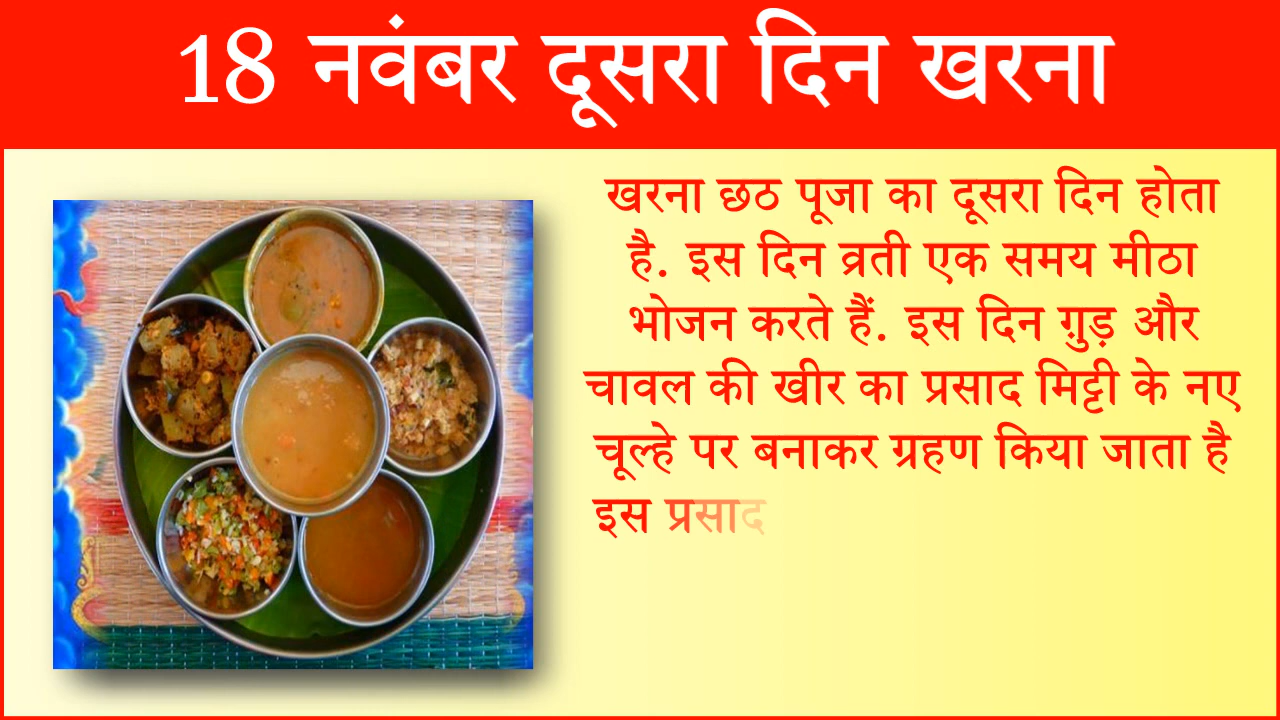 18 नवंबर दूसरा दिन खरना
खरना छठ पूजा का दूसरा दिन होता
है. इस दिन व्रती एक समय मीठा
भोजन करते हैं. इस दिन गु़ड़ और
चावल की खीर का प्रसाद मिट्टी के नए
चूल्हे पर बनाकर ग्रहण किया जाता है
इस प्रसाद